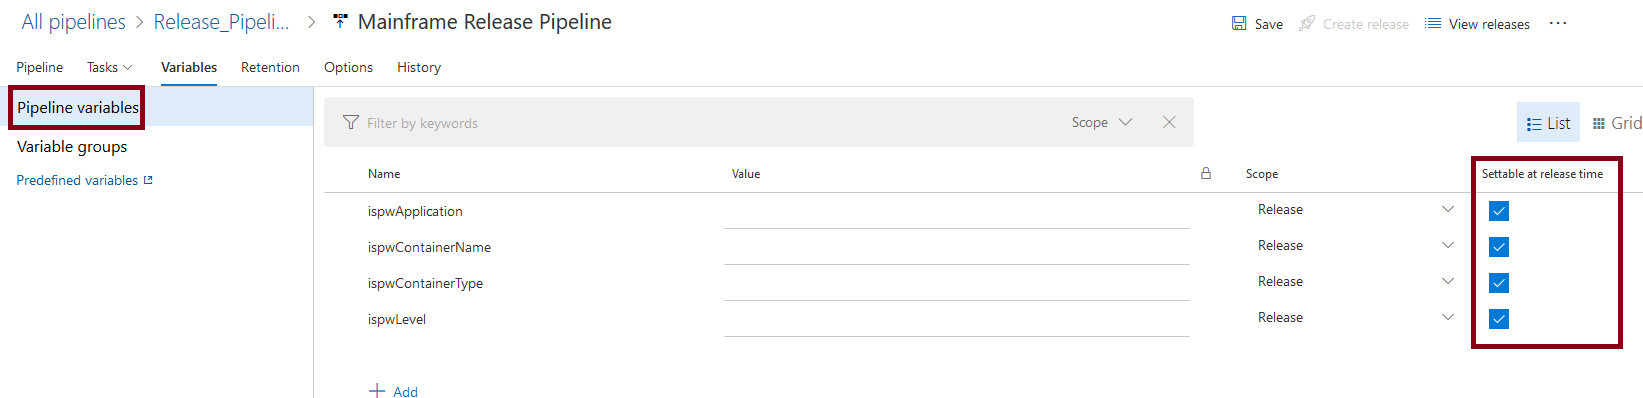 All pipelines > Release_Pipeli... > Mainframe Release Pipeline
Save Create release View releases ...
Pipeline Tasks Variables Retention Options History
Pipeline variables
Variable groups
Predefined variables
Filter by keywords Scope
List Grid
Name Value Scope Settable at release time
ispwApplication Release
ispwContainerName Release
ispwContainerType Release
ispwLevel Release
+ Add